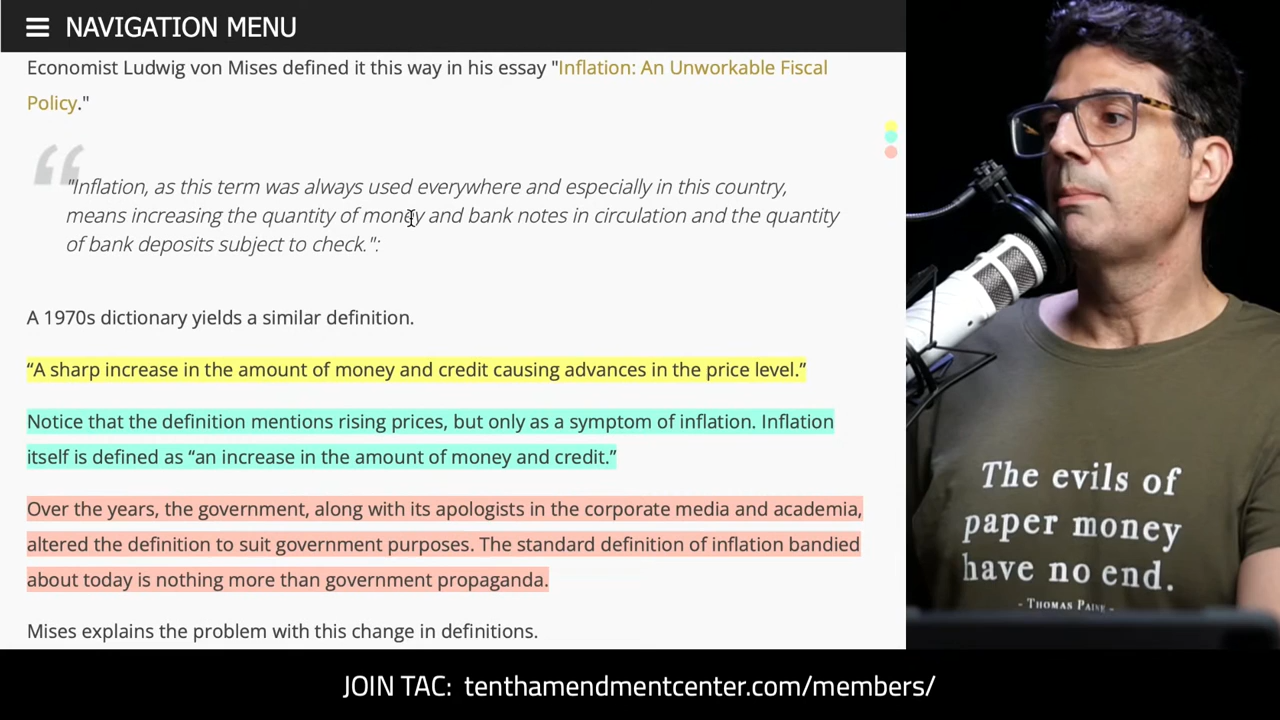 NAVIGATION MENU
Economist Ludwig von Mises defined it this way in his essay "Inflation: An Unworkable Fiscal
Policy."
"Inflation, as this term was always used everywhere and especially in this country,
means increasing the quantity of money and bank notes in circulation and the quantity
of bank deposits subject to check.":
A 1970s dictionary yields a similar definition.
“A sharp increase in the amount of money and credit causing advances in the price level.”
Notice that the definition mentions rising prices, but only as a symptom of inflation. Inflation
itself is defined as “an increase in the amount of money and credit.”
Over the years, the government, along with its apologists in the corporate media and academia,
altered the definition to suit government purposes. The standard definition of inflation bandied
about today is nothing more than government propaganda.
Mises explains the problem with this change in definitions.
The evils of
paper money
have no end.
- THOMAS PAINE -
JOIN TAC: tenthamendmentcenter.com/members/